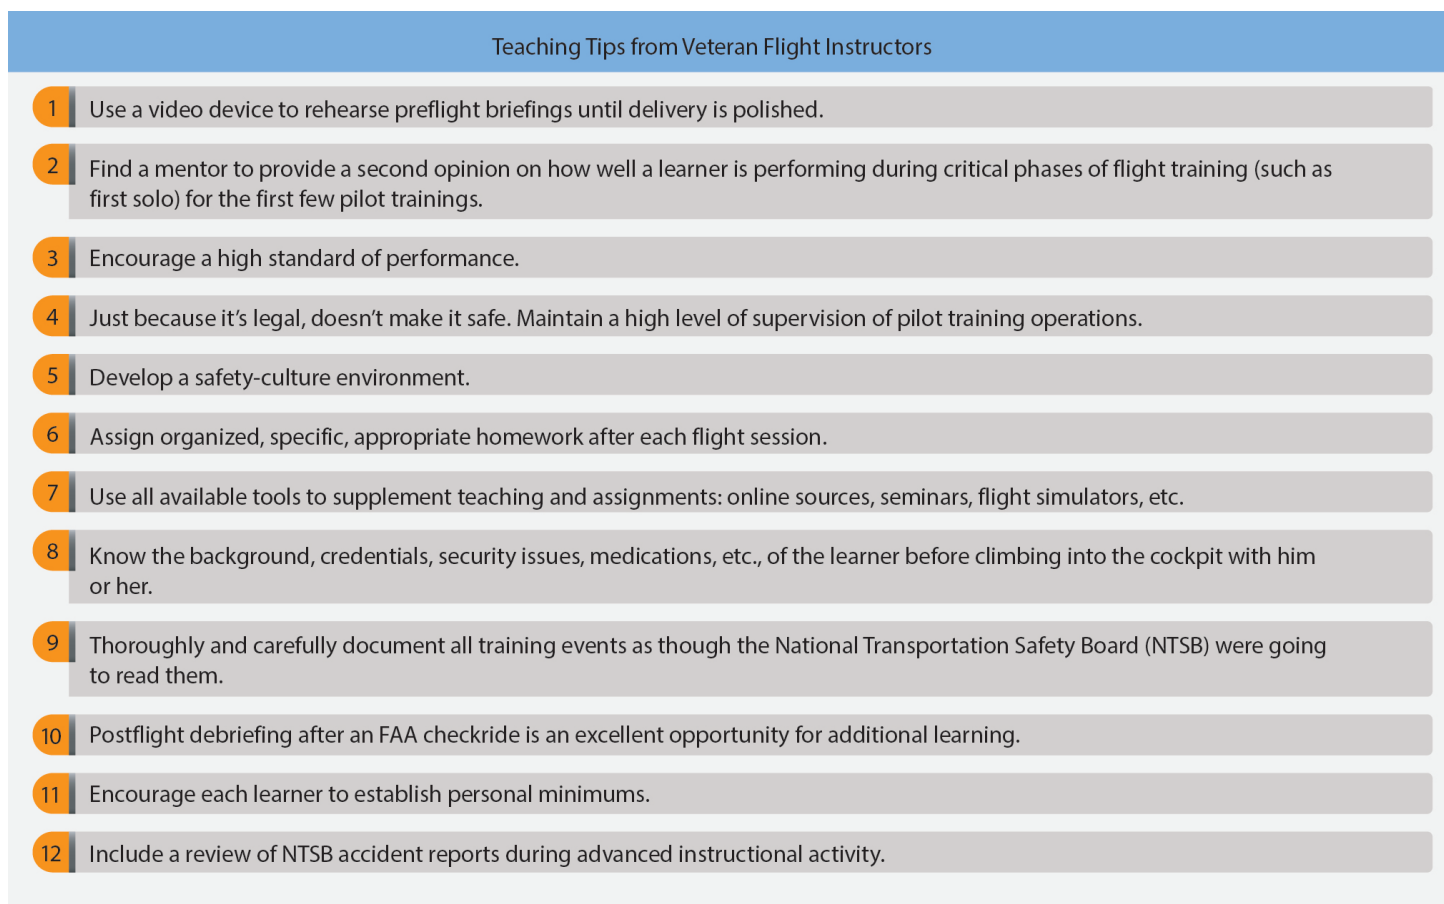 Teaching Tips from Veteran Flight Instructors
1 Use a video device to rehearse preflight briefings until delivery is polished.
2 Find a mentor to provide a second opinion on how well a learner is performing during critical phases of flight training (such as
first solo) for the first few pilot trainings.
3 Encourage a high standard of performance.
4 Just because it’s legal, doesn’t make it safe. Maintain a high level of supervision of pilot training operations.
5 Develop a safety-culture environment.
6 Assign organized, specific, appropriate homework after each flight session.
7 Use all available tools to supplement teaching and assignments: online sources, seminars, flight simulators, etc.
8 Know the background, credentials, security issues, medications, etc., of the learner before climbing into the cockpit with him
or her.
9 Thoroughly and carefully document all training events as though the National Transportation Safety Board (NTSB) were going
to read them.
10 Postflight debriefing after an FAA checkride is an excellent opportunity for additional learning.
11 Encourage each learner to establish personal minimums.
12 Include a review of NTSB accident reports during advanced instructional activity.